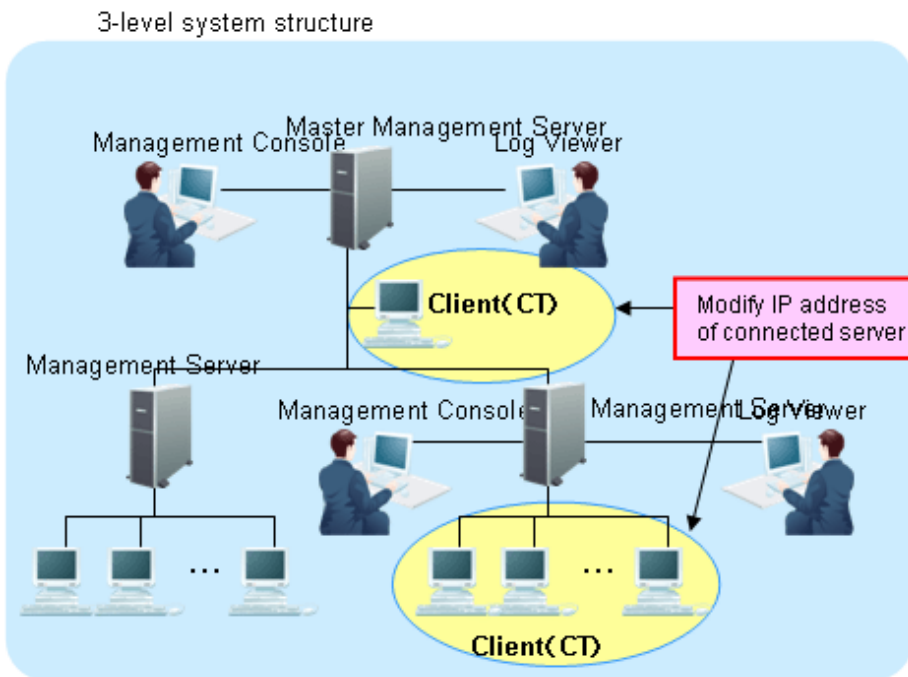 3-level system structure
Master Management Server
Management Console
Log Viewer
Client(CT)
Modify IP address
of connected server
Management Server
Management Console
Management Server
Log Viewer
...
...
Client(CT)